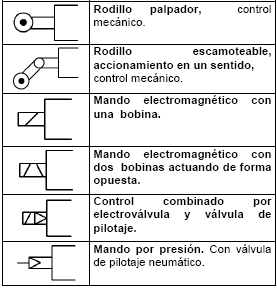 Rodillo palpador, control
mecánico.
Rodillo escamoteable,
accionamiento en un sentido,
control mecánico.
Mando electromagnético con
una bobina.
Mando electromagnético con
dos bobinas actuando de forma
opuesta.
Control combinado por
electroválvula y válvula de
pilotaje.
Mando por presión. Con válvula
de pilotaje neumático.